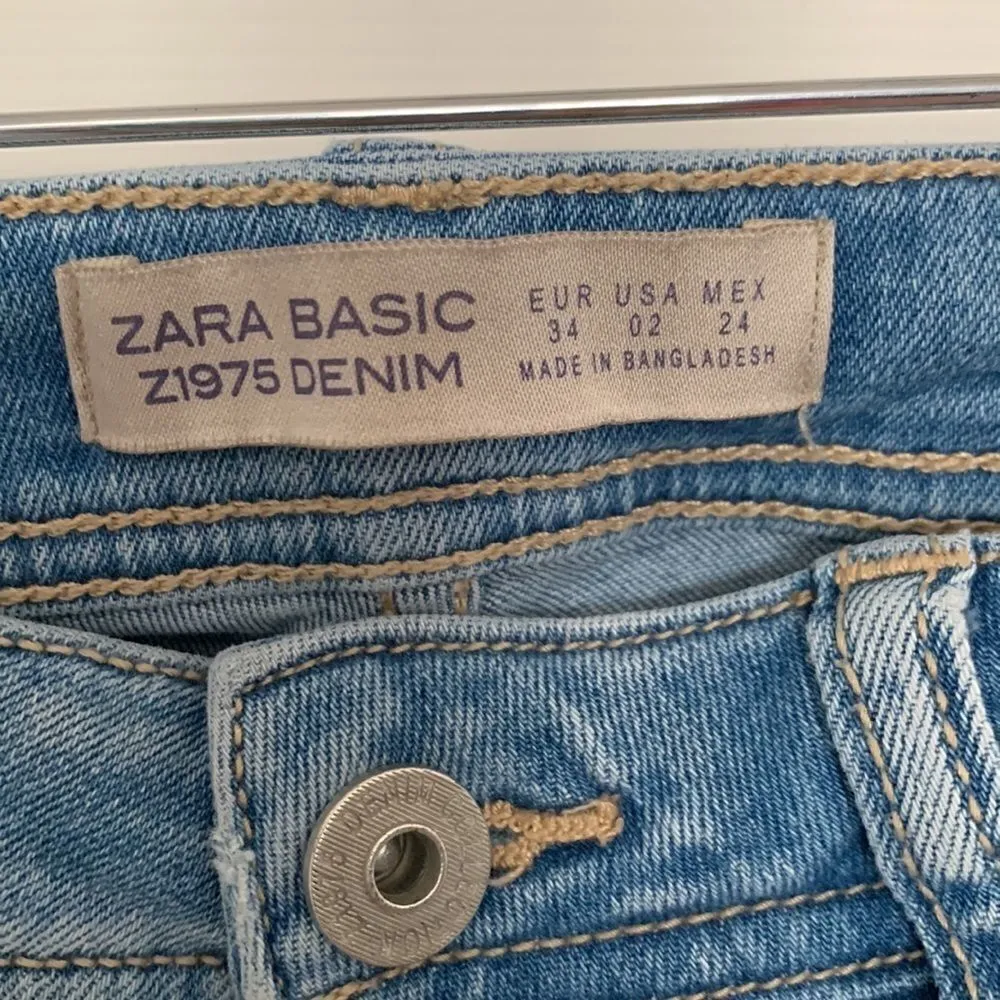 ZARA BASIC
Z1975 DENIM
EUR USA MEX
34 02 24
MADE IN BANGLADESH